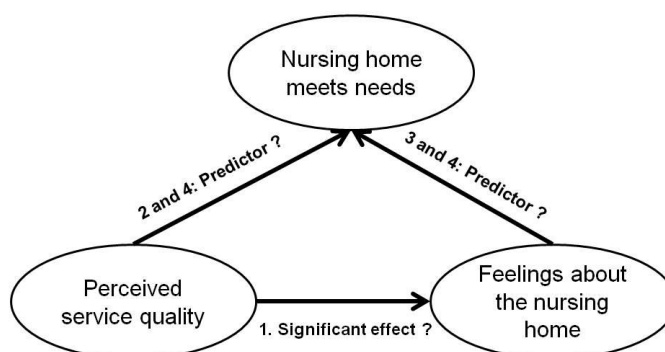 Nursing home
meets needs
2 and 4: Predictor ?
3 and 4: Predictor ?
Perceived
service quality
1. Significant effect ?
Feelings about
the nursing
home